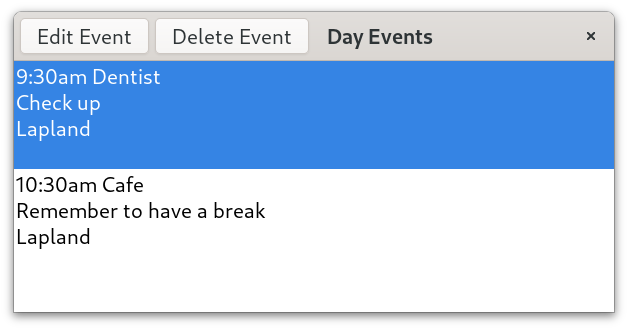 Edit Event Delete Event Day Events ×
9:30am Dentist
Check up
Lapland
10:30am Cafe
Remember to have a break
Lapland